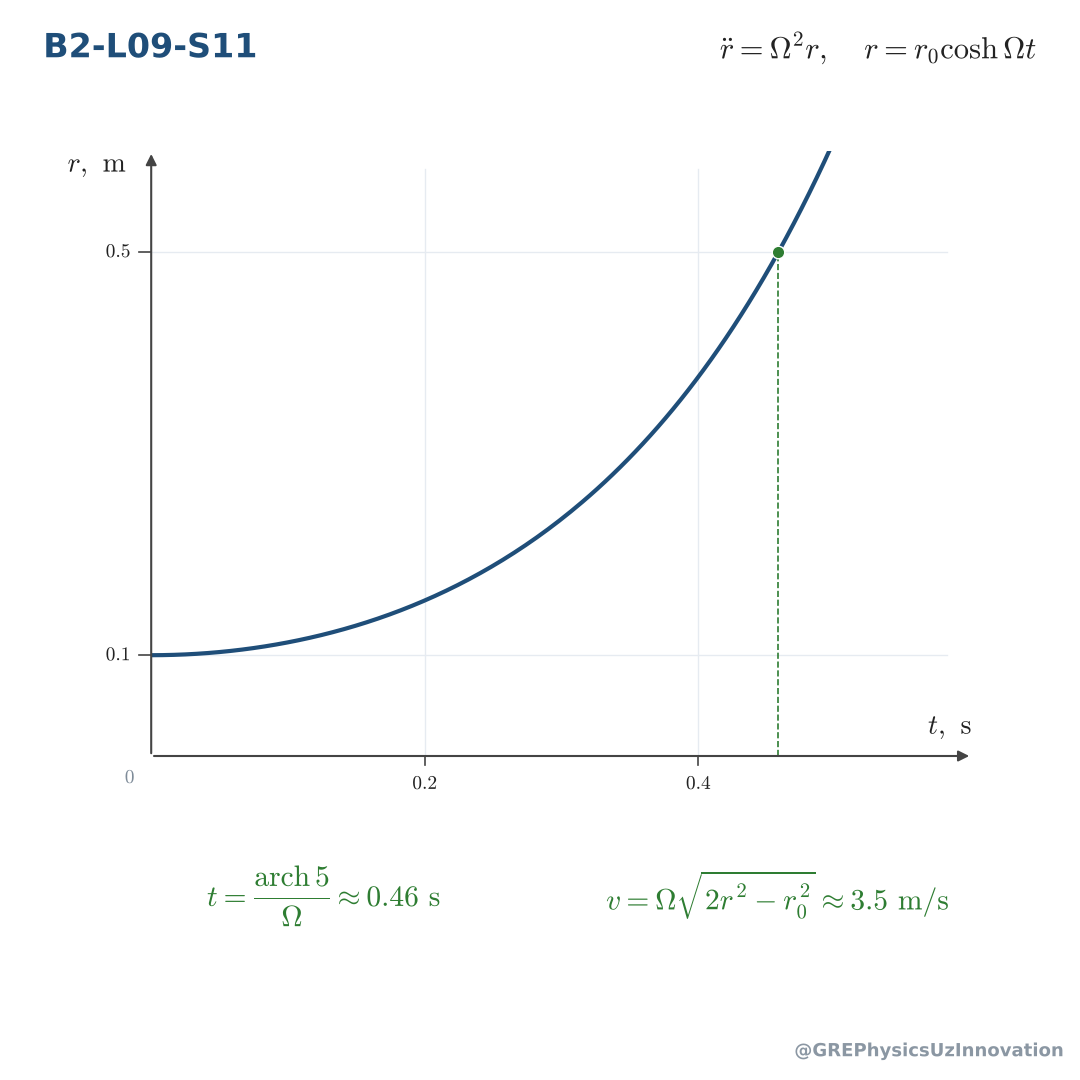 B2-L09-S11
r̈ = Ω²r,  r = r₀cosh Ωt
r, m
0.5
0.1
t, s
0
0.2
0.4
t = arch 5 / Ω ≈ 0.46 s
v = Ω√(2r² − r₀²) ≈ 3.5 m/s
@GREPhysicsUzInnovation